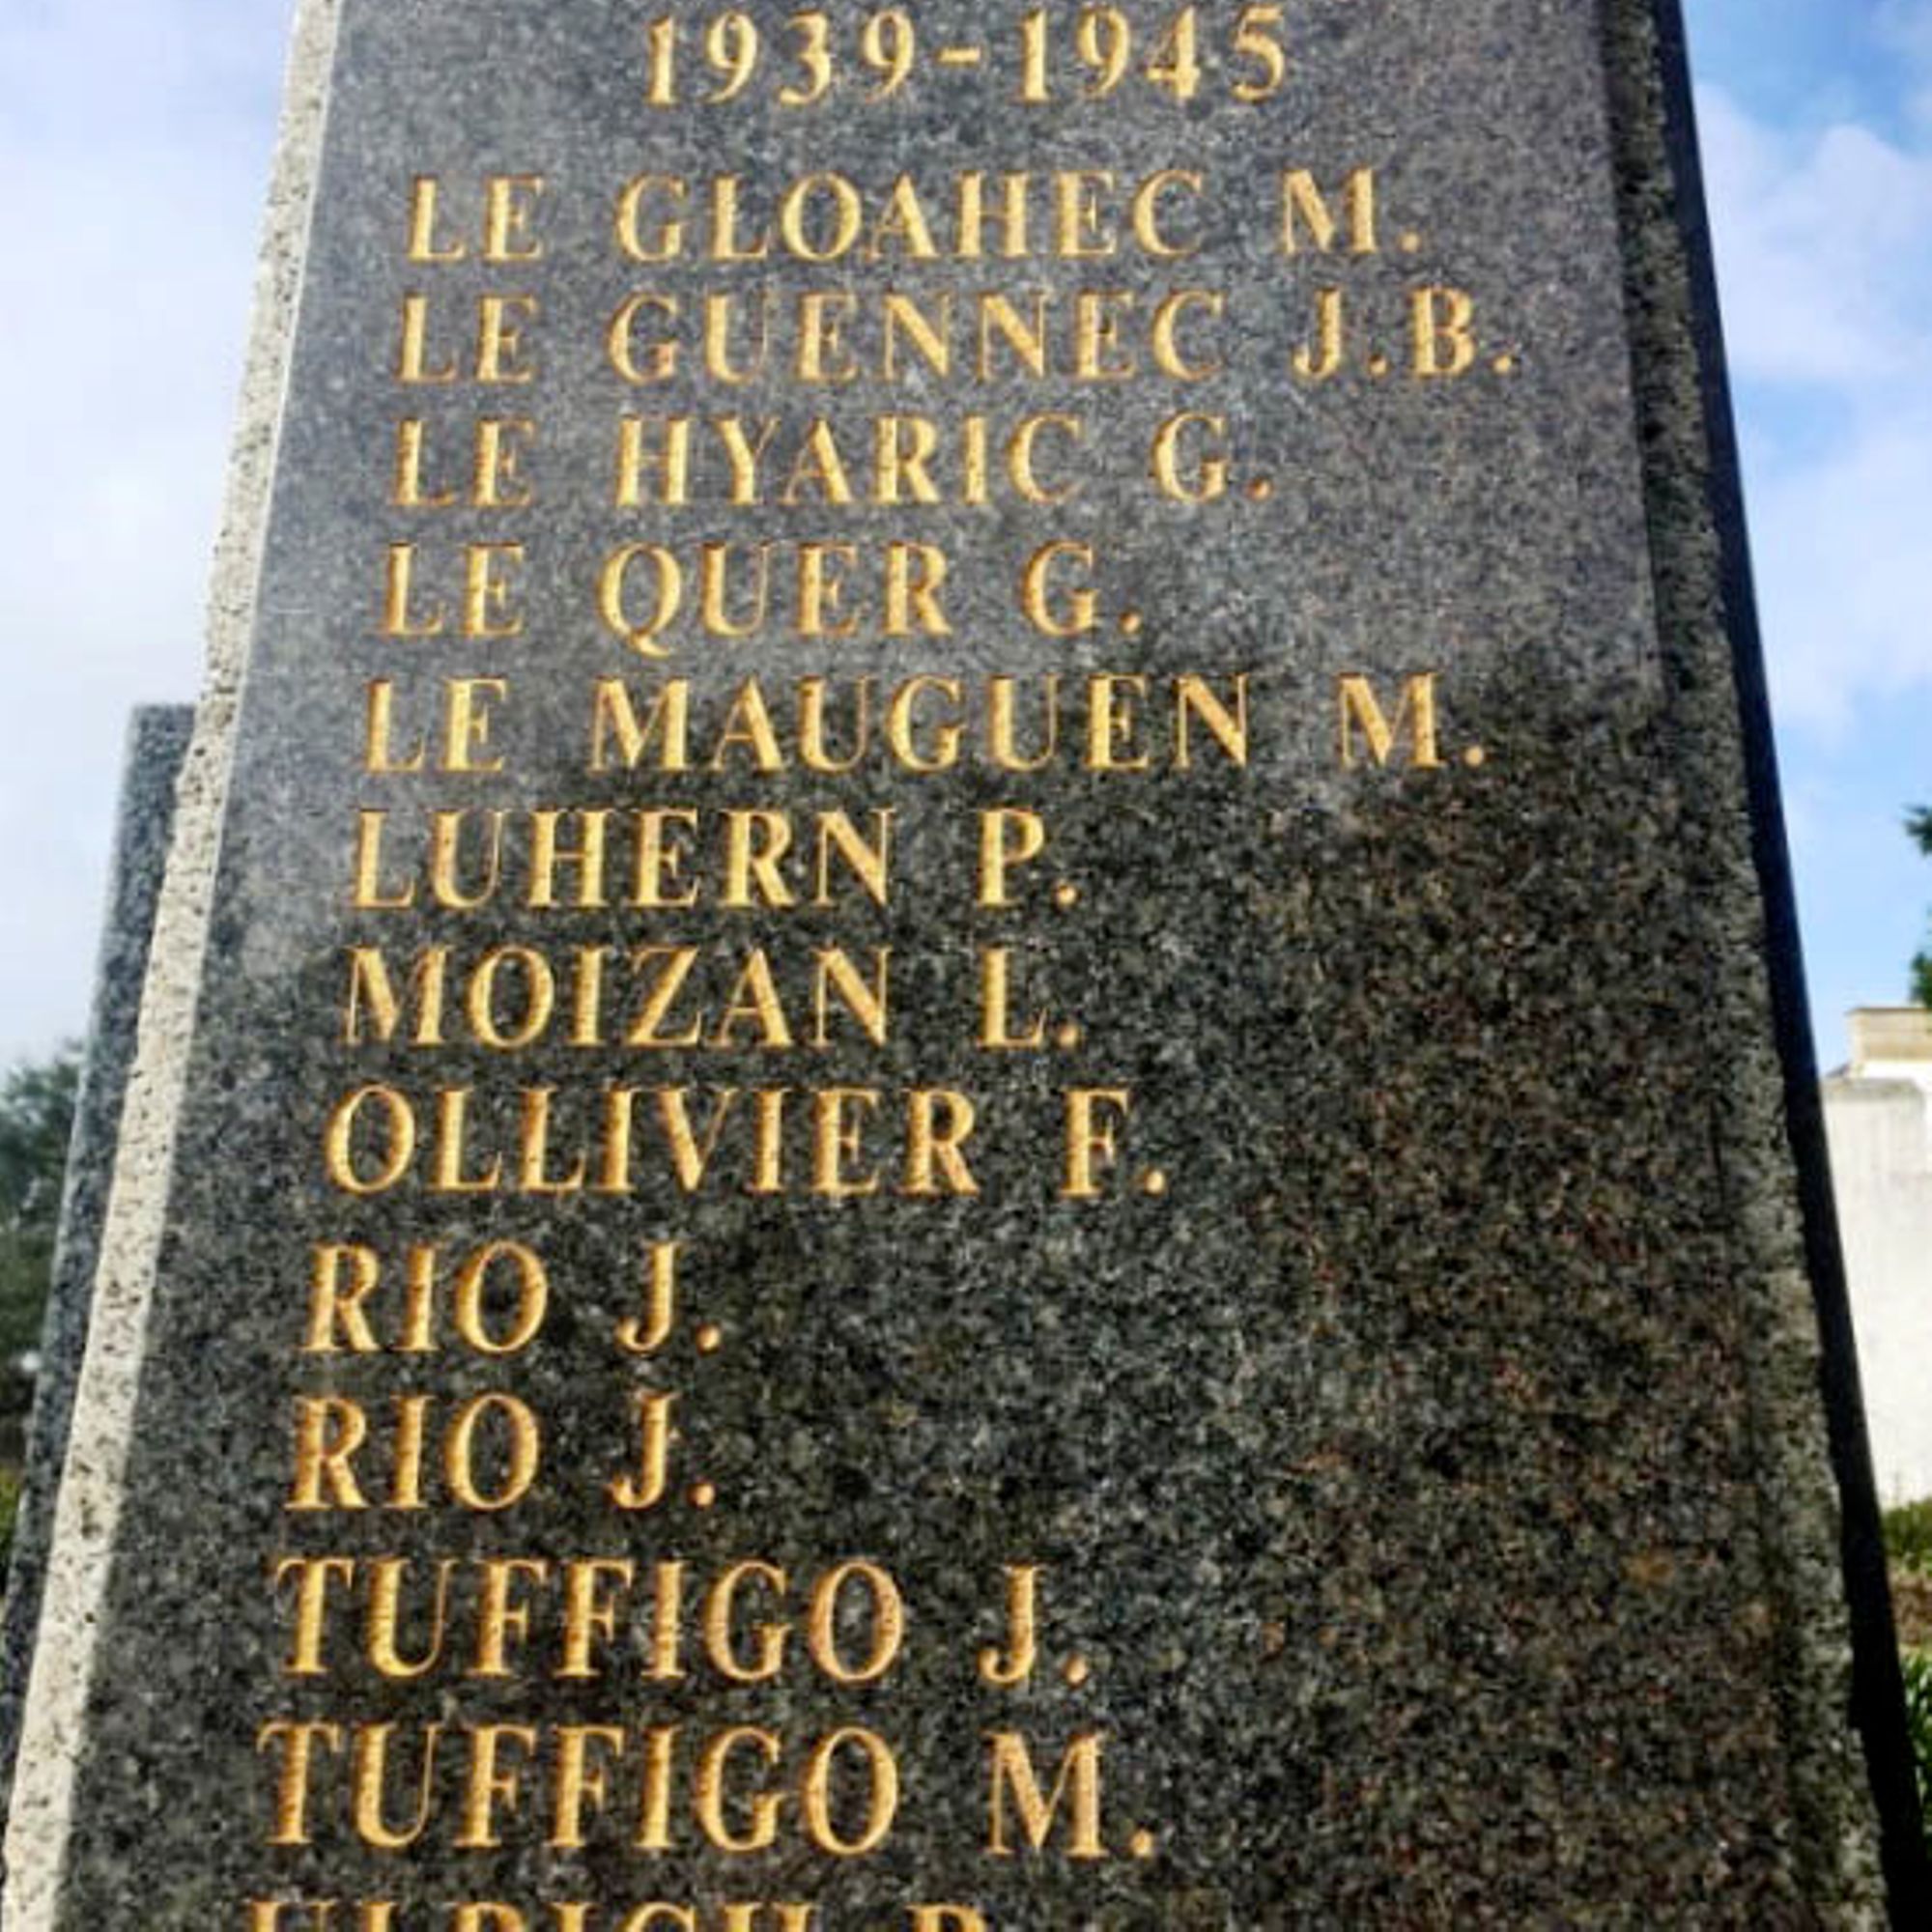 1939-1945
LE GLOAHEC M.
LE GUENNEC J.B.
LE HYARIC G.
LE QUER G.
LE MAUGUEN M.
LUHERN P.
MOIZAN L.
OLLIVIER F.
RIO J.
RIO J.
TUFFIGO J.
TUFFIGO M.